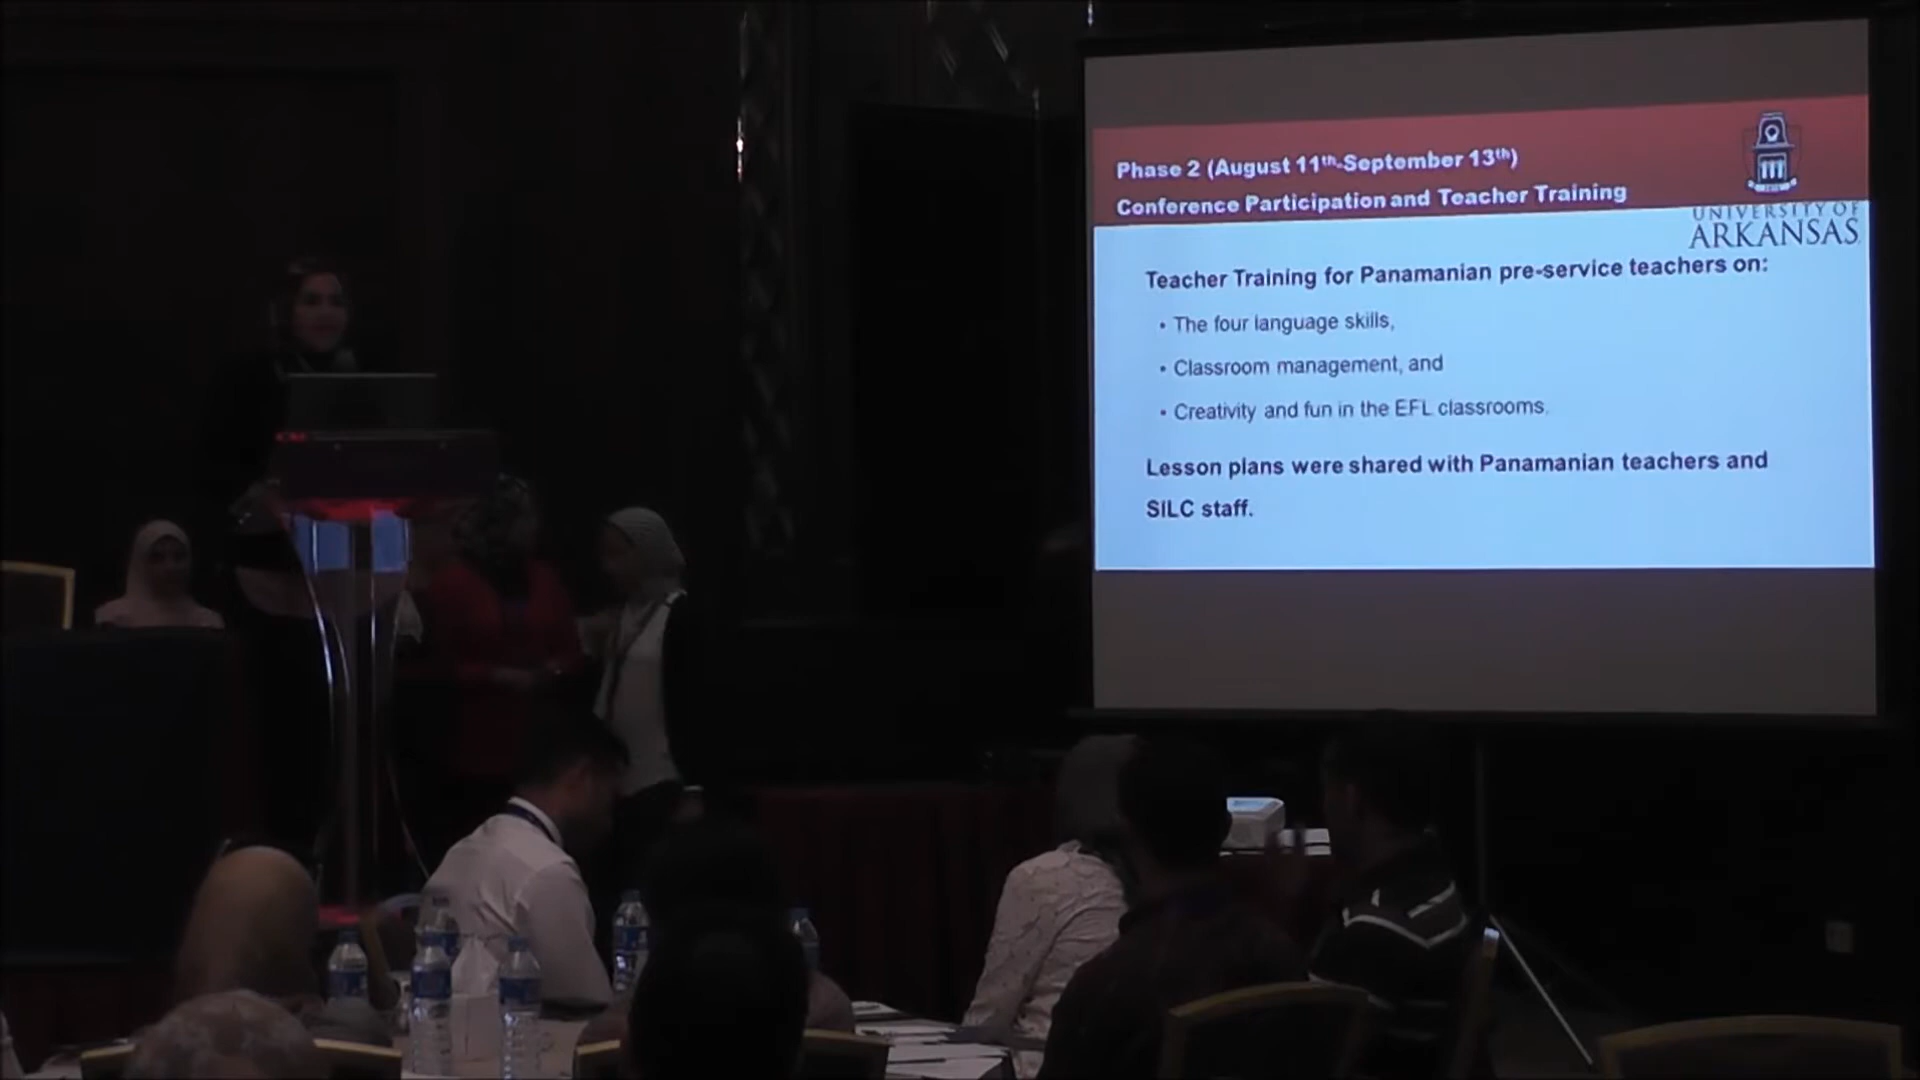 Phase 2 (August 11th-September 13th)
Conference Participation and Teacher Training
UNIVERSITY OF
ARKANSAS
Teacher Training for Panamanian pre-service teachers on:
• The four language skills,
• Classroom management, and
• Creativity and fun in the EFL classrooms.
Lesson plans were shared with Panamanian teachers and
SILC staff.